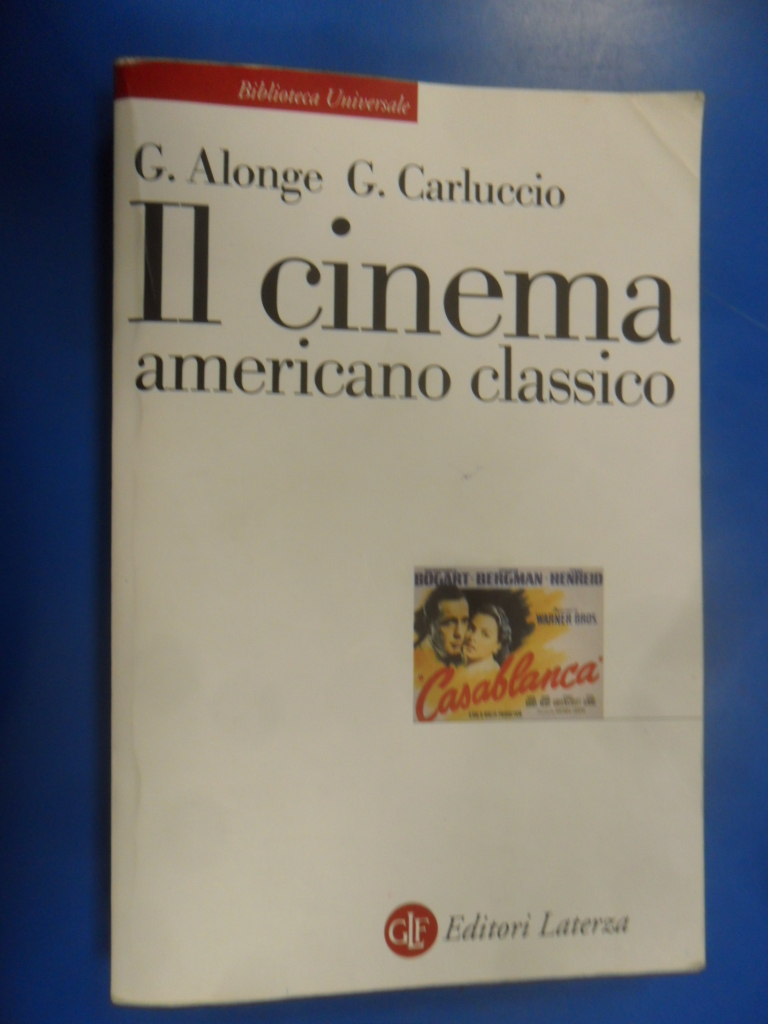 Biblioteca Universale
G. Alonge G. Carluccio
Il cinema
americano classico
BOGART · BERGMAN · HENREID
WARNER BROS.
"Casablanca"
GLF Editori Laterza